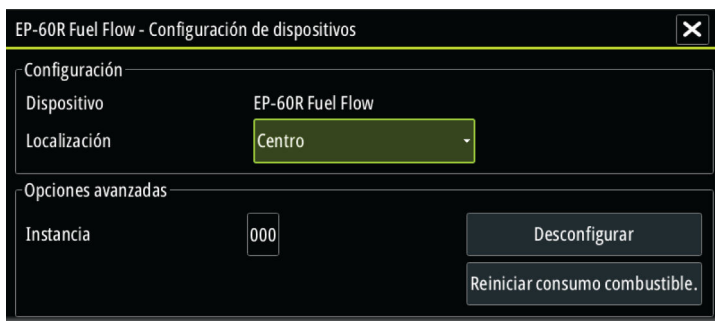 EP-60R Fuel Flow - Configuración de dispositivos
Configuración
Dispositivo EP-60R Fuel Flow
Localización Centro
Opciones avanzadas
Instancia 000 Desconfigurar
Reiniciar consumo combustible.